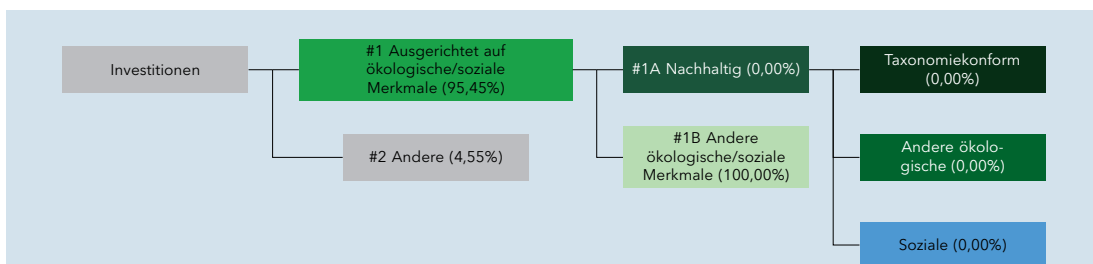 Investitionen
#1 Ausgerichtet auf
ökologische/soziale
Merkmale (95,45%)
#2 Andere (4,55%)
#1A Nachhaltig (0,00%)
#1B Andere
ökologische/soziale
Merkmale (100,00%)
Taxonomiekonform
(0,00%)
Andere ökolo-
gische (0,00%)
Soziale (0,00%)